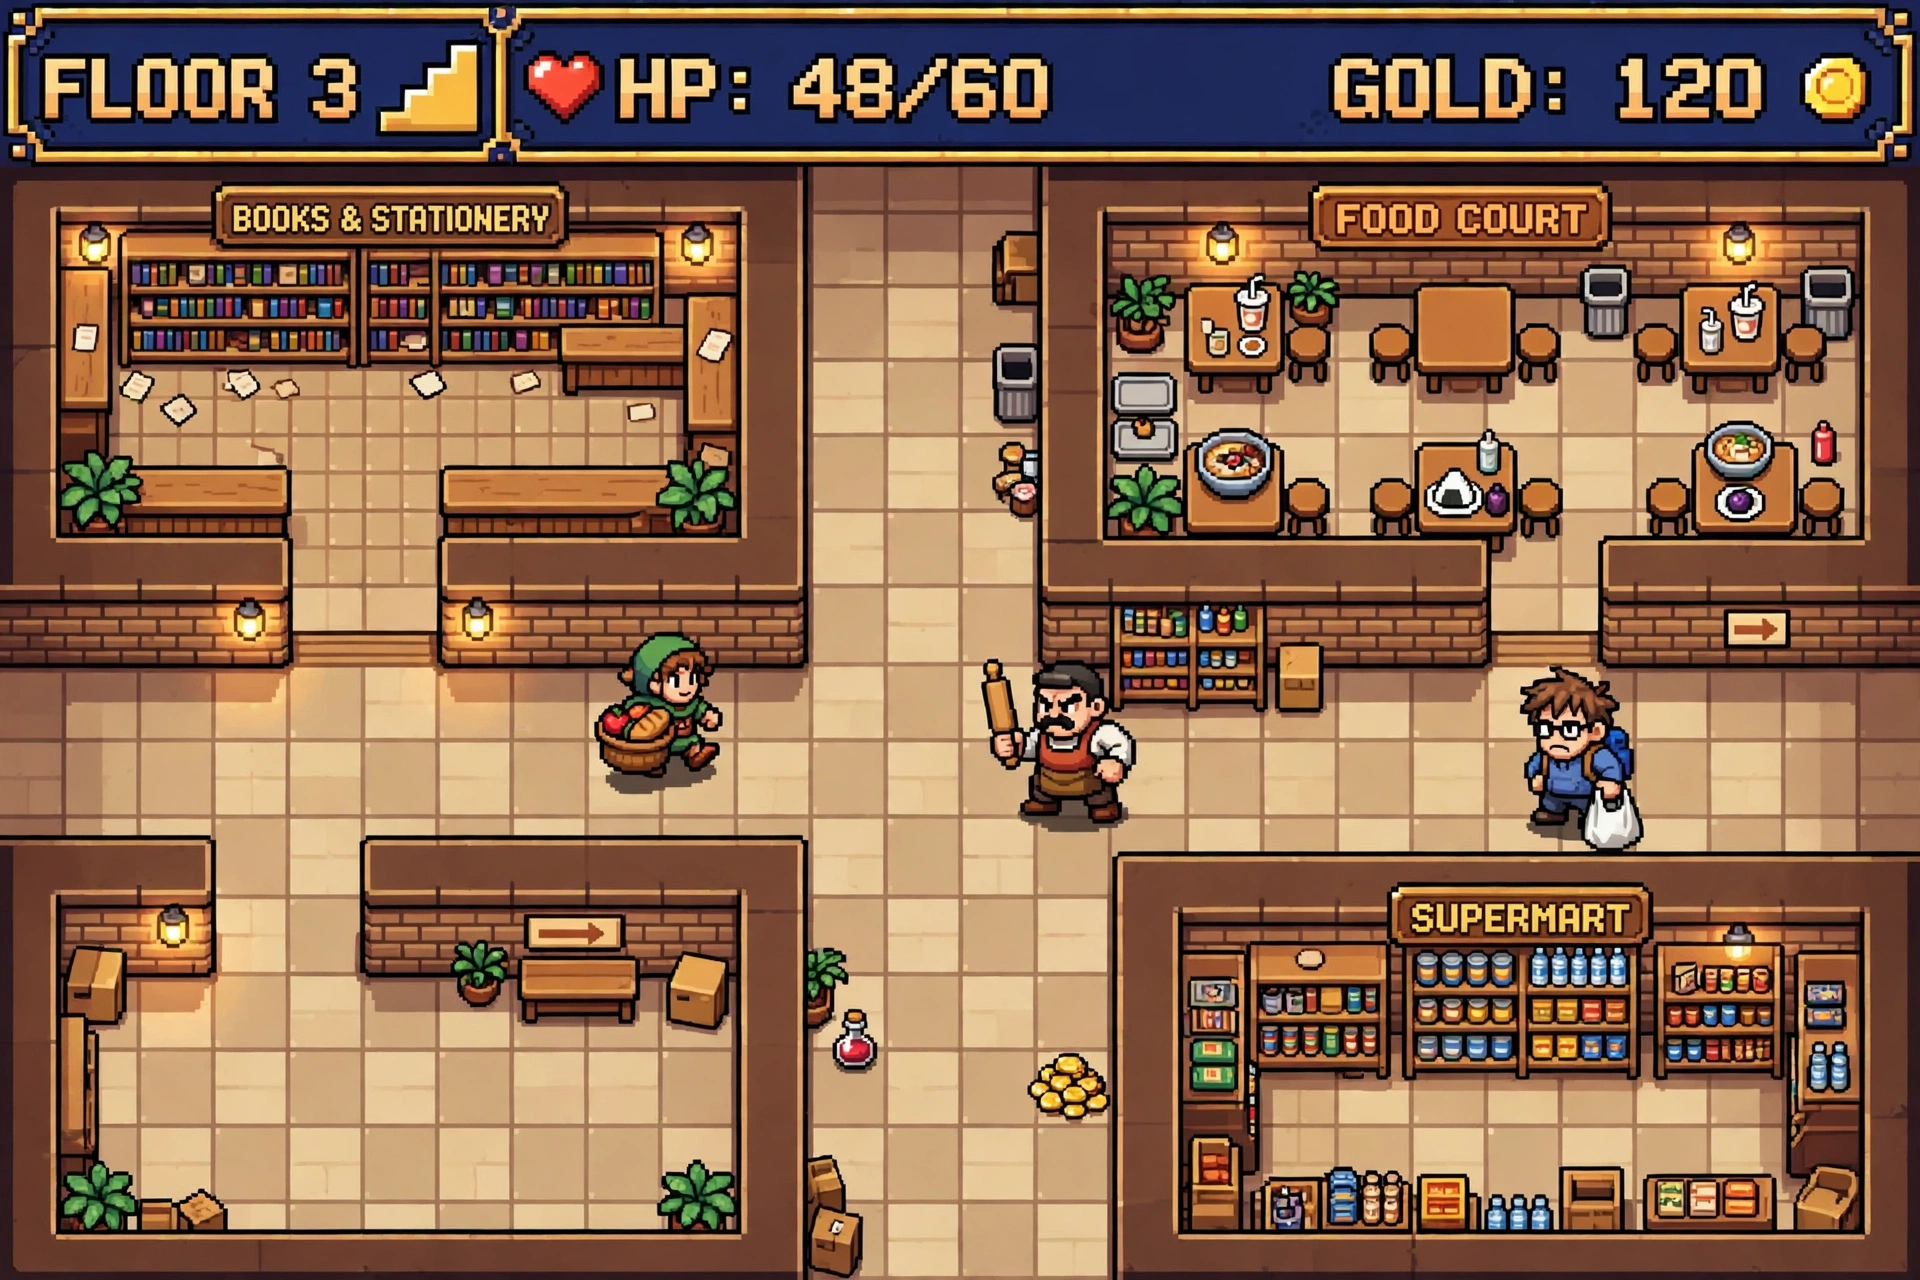 FLOOR 3
HP: 48/60
GOLD: 120
BOOKS & STATIONERY
FOOD COURT
SUPERMART